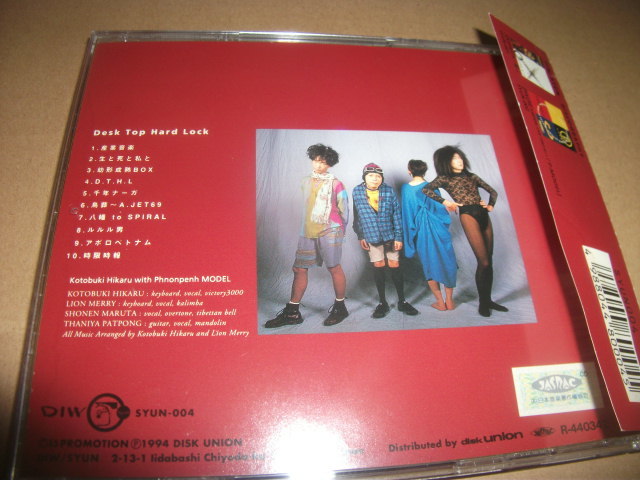 Desk Top Hard Lock
1.産業音楽
2.生と死と私と
3.幼形成熟BOX
4.D.T.H.L
5.千年ナーガ
6.鳥葬～A.JET69
7.八幡 to SPIRAL
8.ルルル男
9.アポロベトナム
10.時限時報
Kotobuki Hikaru with Phnonpenh MODEL
KOTOBUKI HIKARU : keyboard, vocal, victory3000
LION MERRY : keyboard, vocal, kalimba
SHONEN MARUTA : vocal, overtone, tibettan bell
THANIYA PATPONG : guitar, vocal, mandolin
All Music Arranged by Kotobuki Hikaru and Lion Merry
DIW
SYUN-004
PROMOTION Ⓟ1994 DISK UNION
DIW/SYUN 2-13-1 Iidabashi Chiyoda
Distributed by disk union
R-44034
JASRAC